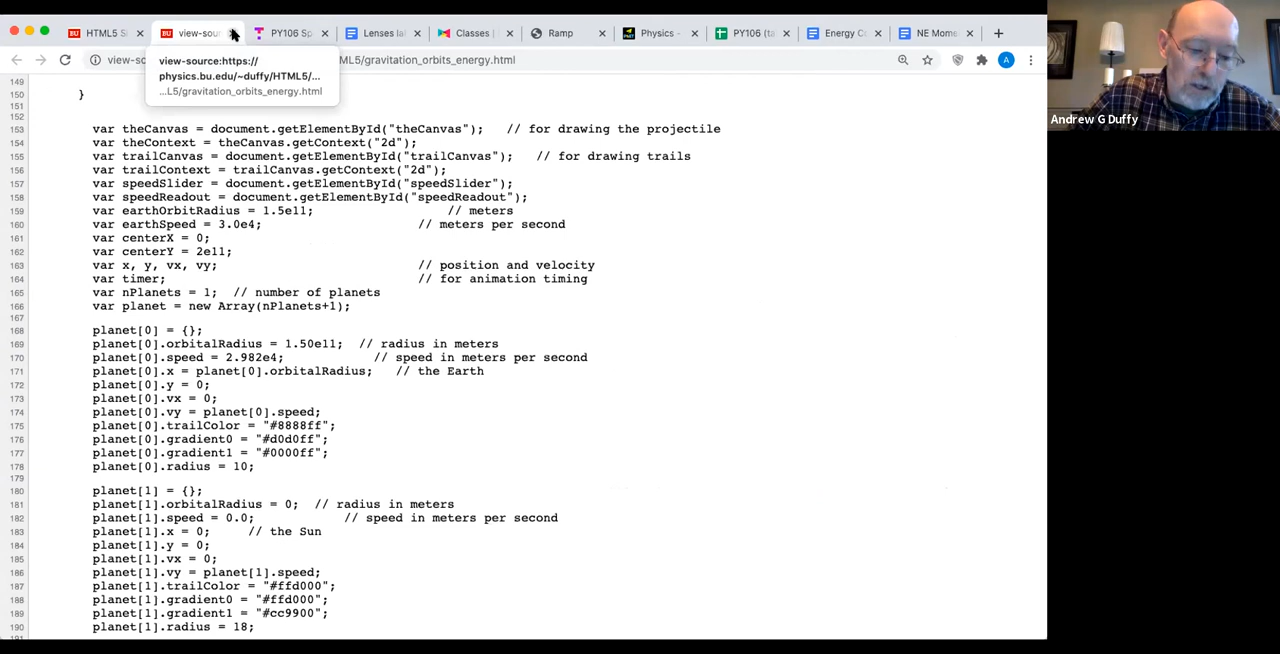 HTML5 S
view-sour
PY106 Sp
Lenses la
Classes
Ramp
Physics -
PY106 (ta
Energy C
NE Mome
view-sc
L5/gravitation_orbits_energy.html
A
view-source:https://
physics.bu.edu/~duffy/HTML5/...
...L5/gravitation_orbits_energy.html
Andrew G Duffy
149
150 }
151
152
153 var theCanvas = document.getElementById("theCanvas"); // for drawing the projectile
154 var theContext = theCanvas.getContext("2d");
155 var trailCanvas = document.getElementById("trailCanvas"); // for drawing trails
156 var trailContext = trailCanvas.getContext("2d");
157 var speedSlider = document.getElementById("speedSlider");
158 var speedReadout = document.getElementById("speedReadout");
159 var earthOrbitRadius = 1.5e11; // meters
160 var earthSpeed = 3.0e4; // meters per second
161 var centerX = 0;
162 var centerY = 2e11;
163 var x, y, vx, vy; // position and velocity
164 var timer; // for animation timing
165 var nPlanets = 1; // number of planets
166 var planet = new Array(nPlanets+1);
167
168 planet[0] = {};
169 planet[0].orbitalRadius = 1.50e11; // radius in meters
170 planet[0].speed = 2.982e4; // speed in meters per second
171 planet[0].x = planet[0].orbitalRadius; // the Earth
172 planet[0].y = 0;
173 planet[0].vx = 0;
174 planet[0].vy = planet[0].speed;
175 planet[0].trailColor = "#8888ff";
176 planet[0].gradient0 = "#d0d0ff";
177 planet[0].gradient1 = "#0000ff";
178 planet[0].radius = 10;
179
180 planet[1] = {};
181 planet[1].orbitalRadius = 0; // radius in meters
182 planet[1].speed = 0.0; // speed in meters per second
183 planet[1].x = 0; // the Sun
184 planet[1].y = 0;
185 planet[1].vx = 0;
186 planet[1].vy = planet[1].speed;
187 planet[1].trailColor = "#ffd000";
188 planet[1].gradient0 = "#ffd000";
189 planet[1].gradient1 = "#cc9900";
190 planet[1].radius = 18;